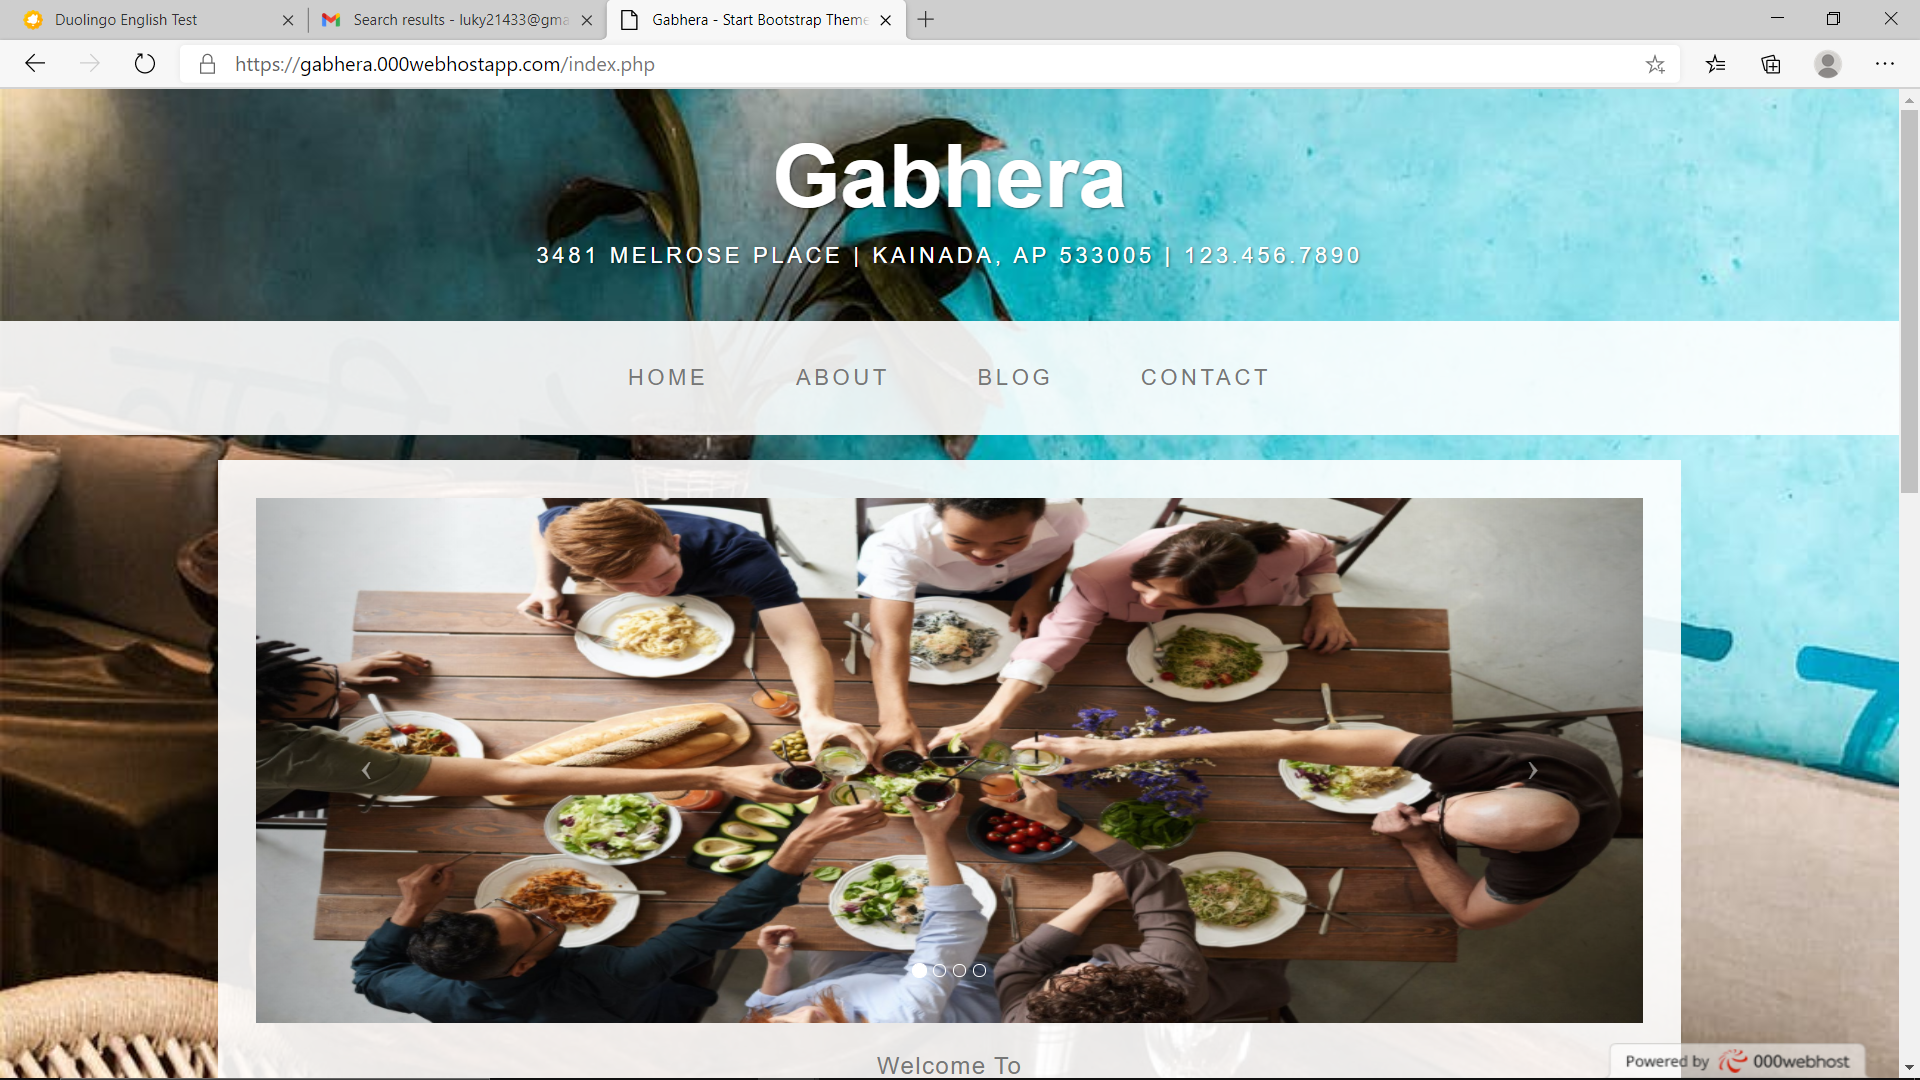 Duolingo English Test
Search results - luky21433@gma
Gabhera - Start Bootstrap Theme
https://gabhera.000webhostapp.com/index.php
Gabhera
3481 MELROSE PLACE | KAINADA, AP 533005 | 123.456.7890
HOME ABOUT BLOG CONTACT
Welcome To
Powered by 000webhost